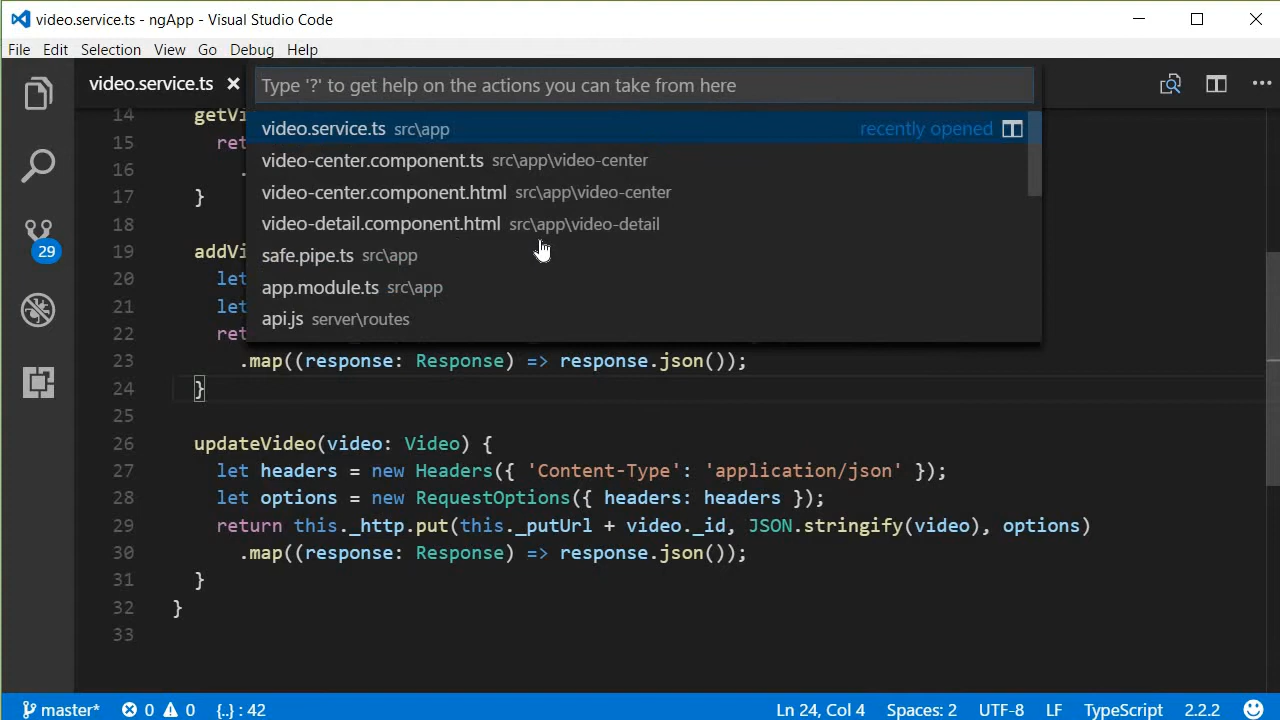 video.service.ts - ngApp - Visual Studio Code
File Edit Selection View Go Debug Help
video.service.ts
Type '?' to get help on the actions you can take from here
video.service.ts src\app recently opened
video-center.component.ts src\app\video-center
video-center.component.html src\app\video-center
video-detail.component.html src\app\video-detail
safe.pipe.ts src\app
app.module.ts src\app
api.js server\routes
29
14 getVi
15 ret
16 .
17 }
18
19 addVi
20 let
21 let
22 ret
23 .map((response: Response) => response.json());
24 }
25
26 updateVideo(video: Video) {
27 let headers = new Headers({ 'Content-Type': 'application/json' });
28 let options = new RequestOptions({ headers: headers });
29 return this._http.put(this._putUrl + video._id, JSON.stringify(video), options)
30 .map((response: Response) => response.json());
31 }
32 }
33
master* 0 0 {..} : 42 Ln 24, Col 4 Spaces: 2 UTF-8 LF TypeScript 2.2.2